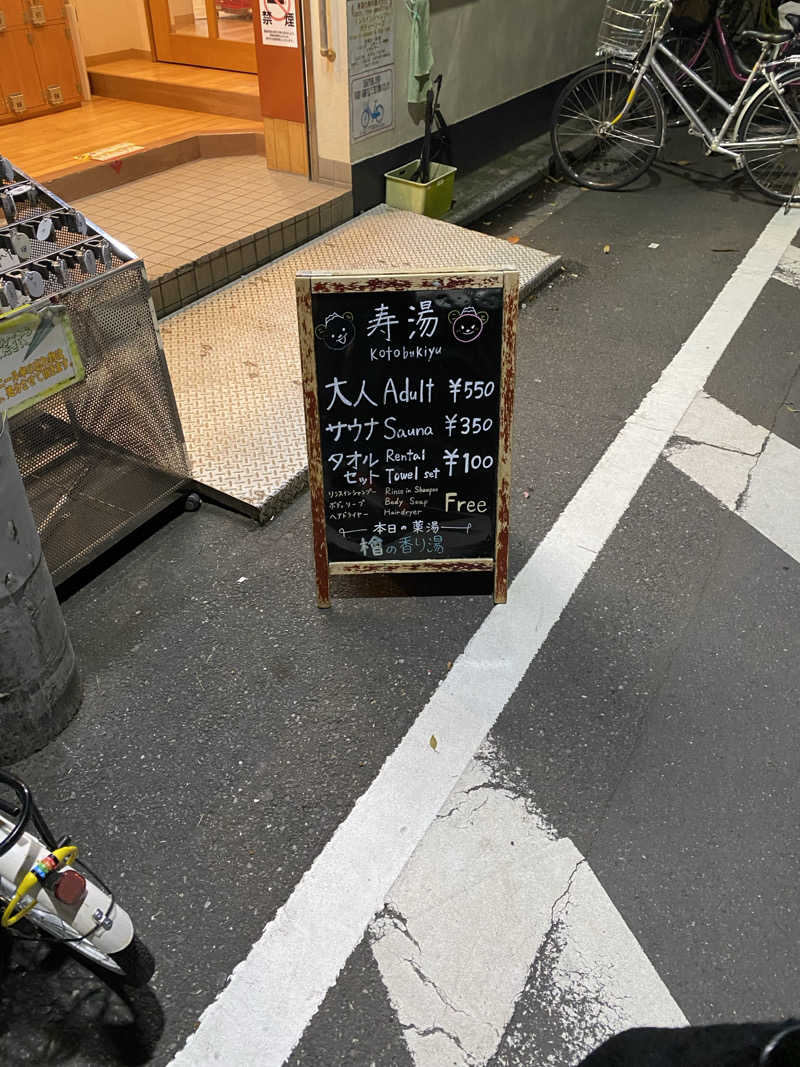 禁煙
寿湯
Kotobukiyu
大人 Adult ¥550
サウナ Sauna ¥350
タオルセット Rental Towel set ¥100
リンスインシャンプー Rinse in Shampoo
ボディソープ Body Soap
ヘアドライヤー Hairdryer
Free
本日の薬湯
檜の香り湯